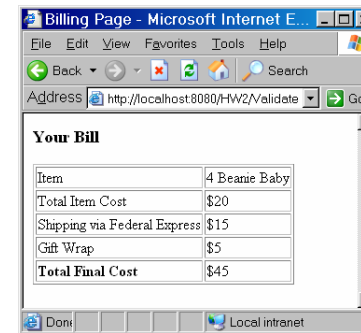 Billing Page - Microsoft Internet E...
File Edit View Favorites Tools Help
Back Search
Address http://localhost:8080/HW2/Validate Go
Your Bill
Item 4 Beanie Baby
Total Item Cost $20
Shipping via Federal Express $15
Gift Wrap $5
Total Final Cost $45
Done Local intranet